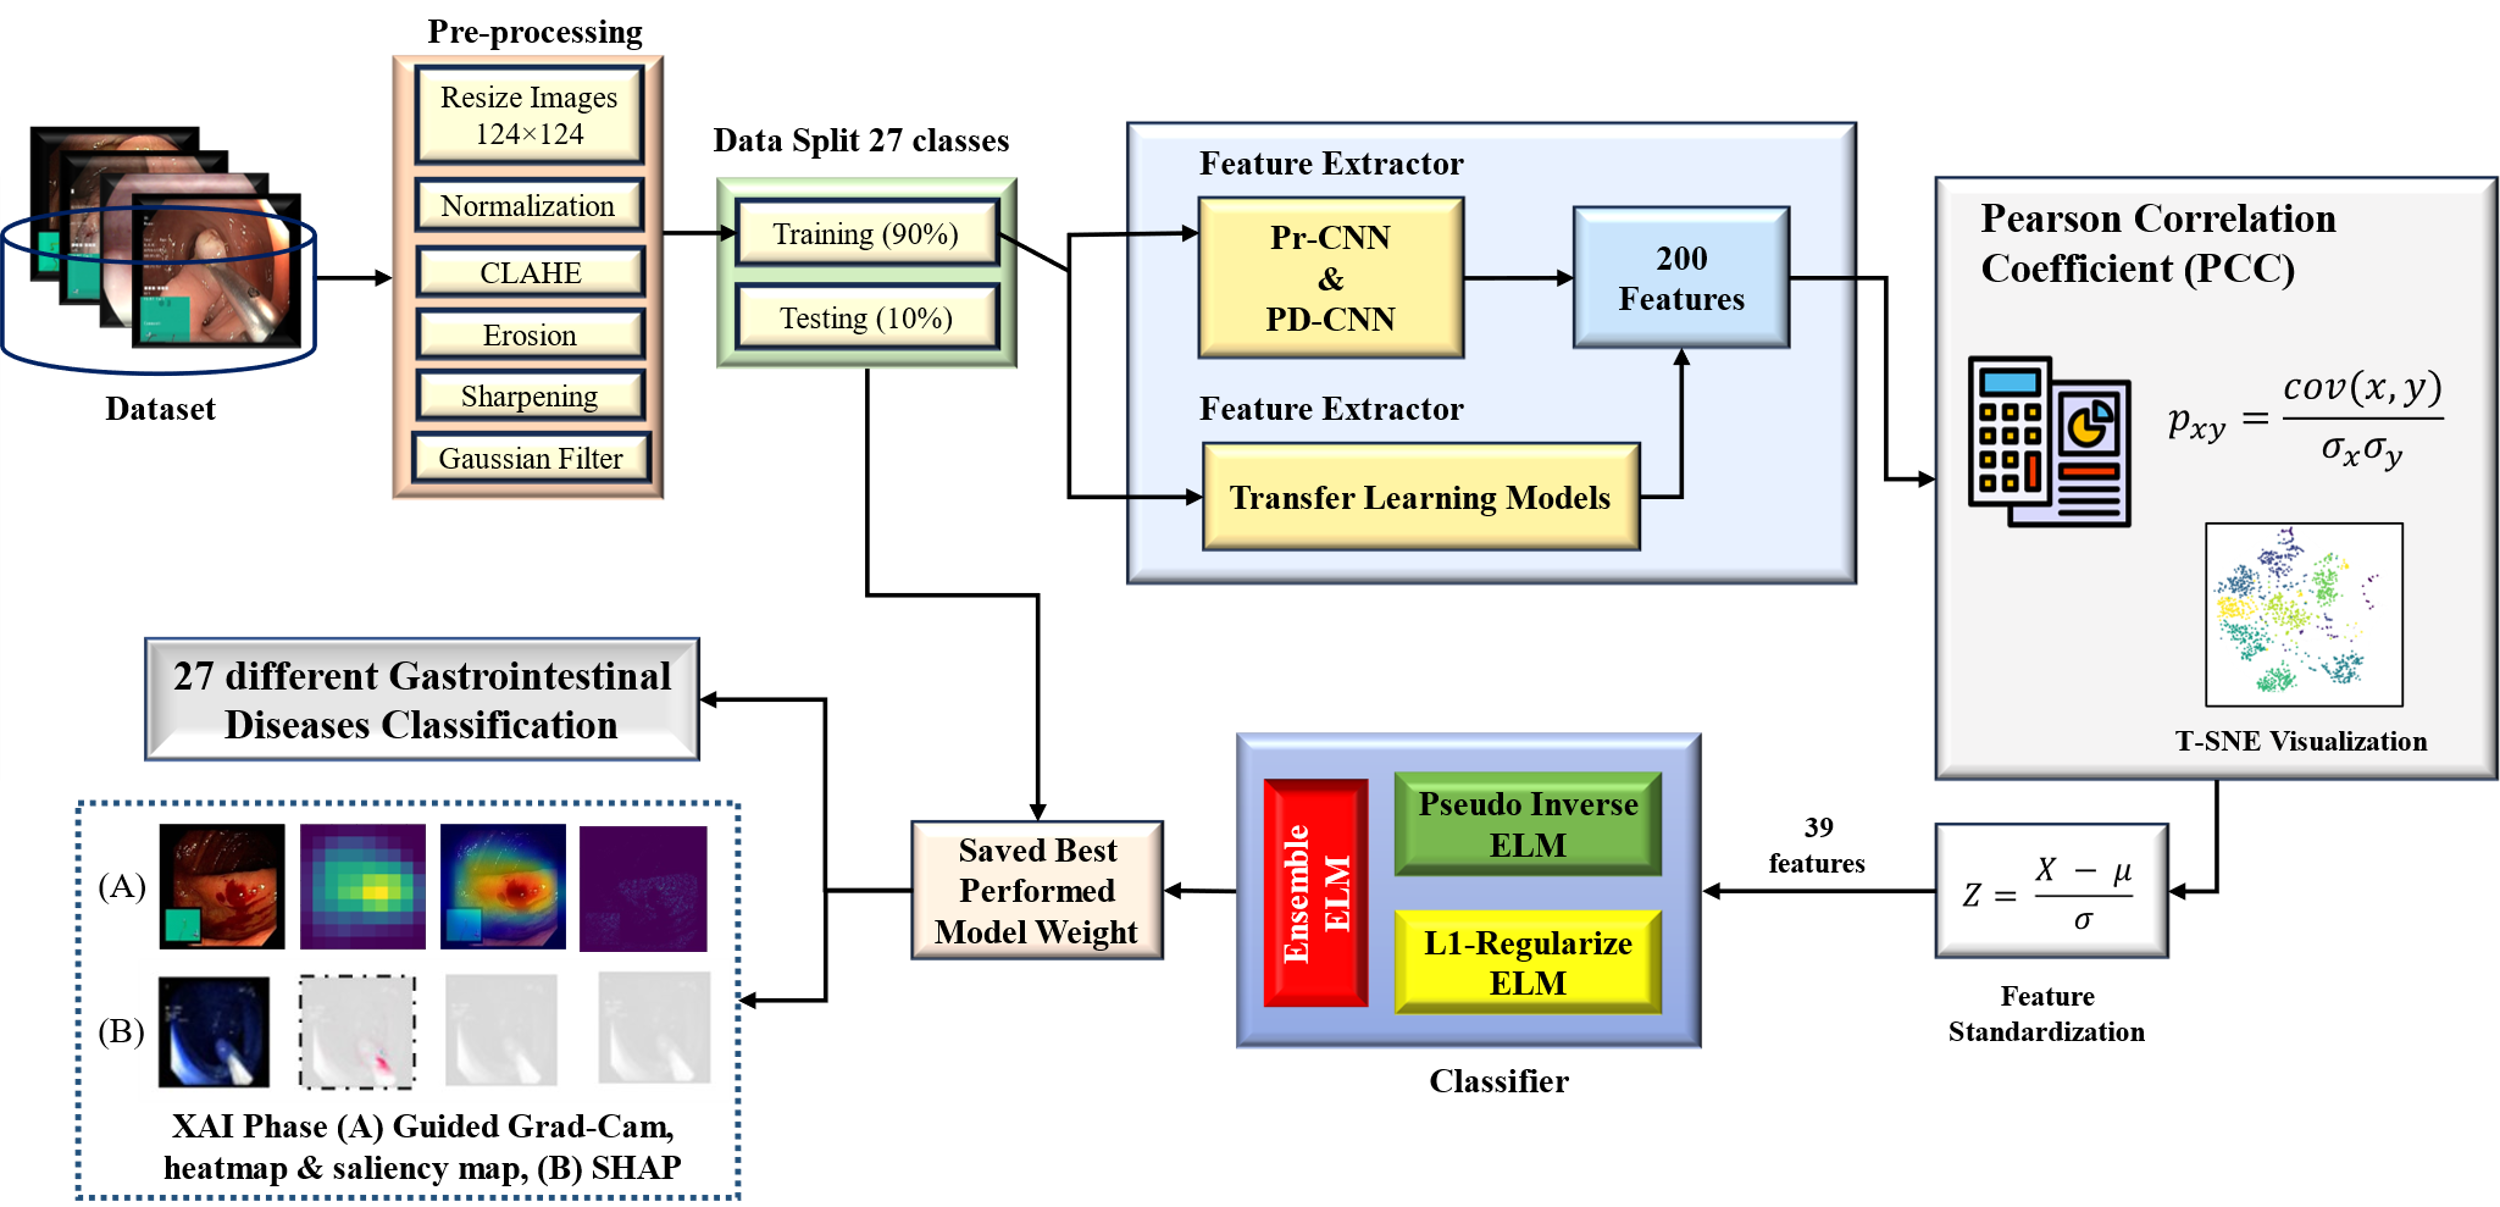 Pre-processing
Resize Images
124×124
Normalization
CLAHE
Erosion
Sharpening
Gaussian Filter
Dataset
Data Split 27 classes
Training (90%)
Testing (10%)
Feature Extractor
Pr-CNN
&
PD-CNN
200
Features
Feature Extractor
Transfer Learning Models
Pearson Correlation
Coefficient (PCC)
p_xy = cov(x, y) / σ_x σ_y
T-SNE Visualization
Z = X − μ / σ
Feature
Standardization
39
features
Ensemble
ELM
Pseudo Inverse
ELM
L1-Regularize
ELM
Classifier
Saved Best
Performed
Model Weight
27 different Gastrointestinal
Diseases Classification
(A)
(B)
XAI Phase (A) Guided Grad-Cam,
heatmap & saliency map, (B) SHAP